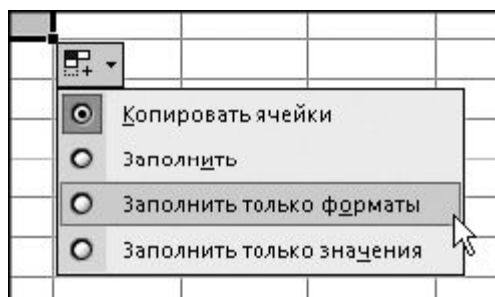 Копировать ячейки
Заполнить
Заполнить только форматы
Заполнить только значения